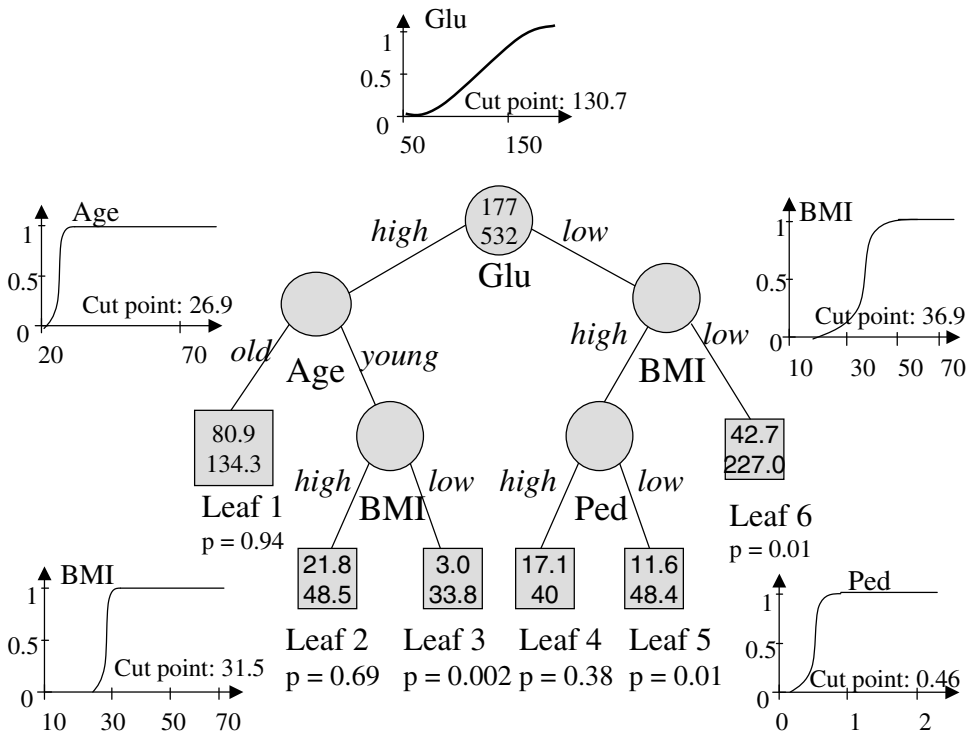 Glu
1
0.5
0
Cut point: 130.7
50 150
Age
1
0.5
0
Cut point: 26.9
20 70
BMI
1
0.5
0
Cut point: 36.9
10 30 50 70
177
532
Glu
high
low
Age
old
young
BMI
high
low
80.9
134.3
Leaf 1
p = 0.94
BMI
high
low
Ped
high
low
42.7
227.0
Leaf 6
p = 0.01
21.8
48.5
Leaf 2
p = 0.69
3.0
33.8
Leaf 3
p = 0.002
17.1
40
Leaf 4
p = 0.38
11.6
48.4
Leaf 5
p = 0.01
BMI
1
0.5
0
Cut point: 31.5
10 30 50 70
Ped
1
0.5
0
Cut point: 0.46
0 1 2